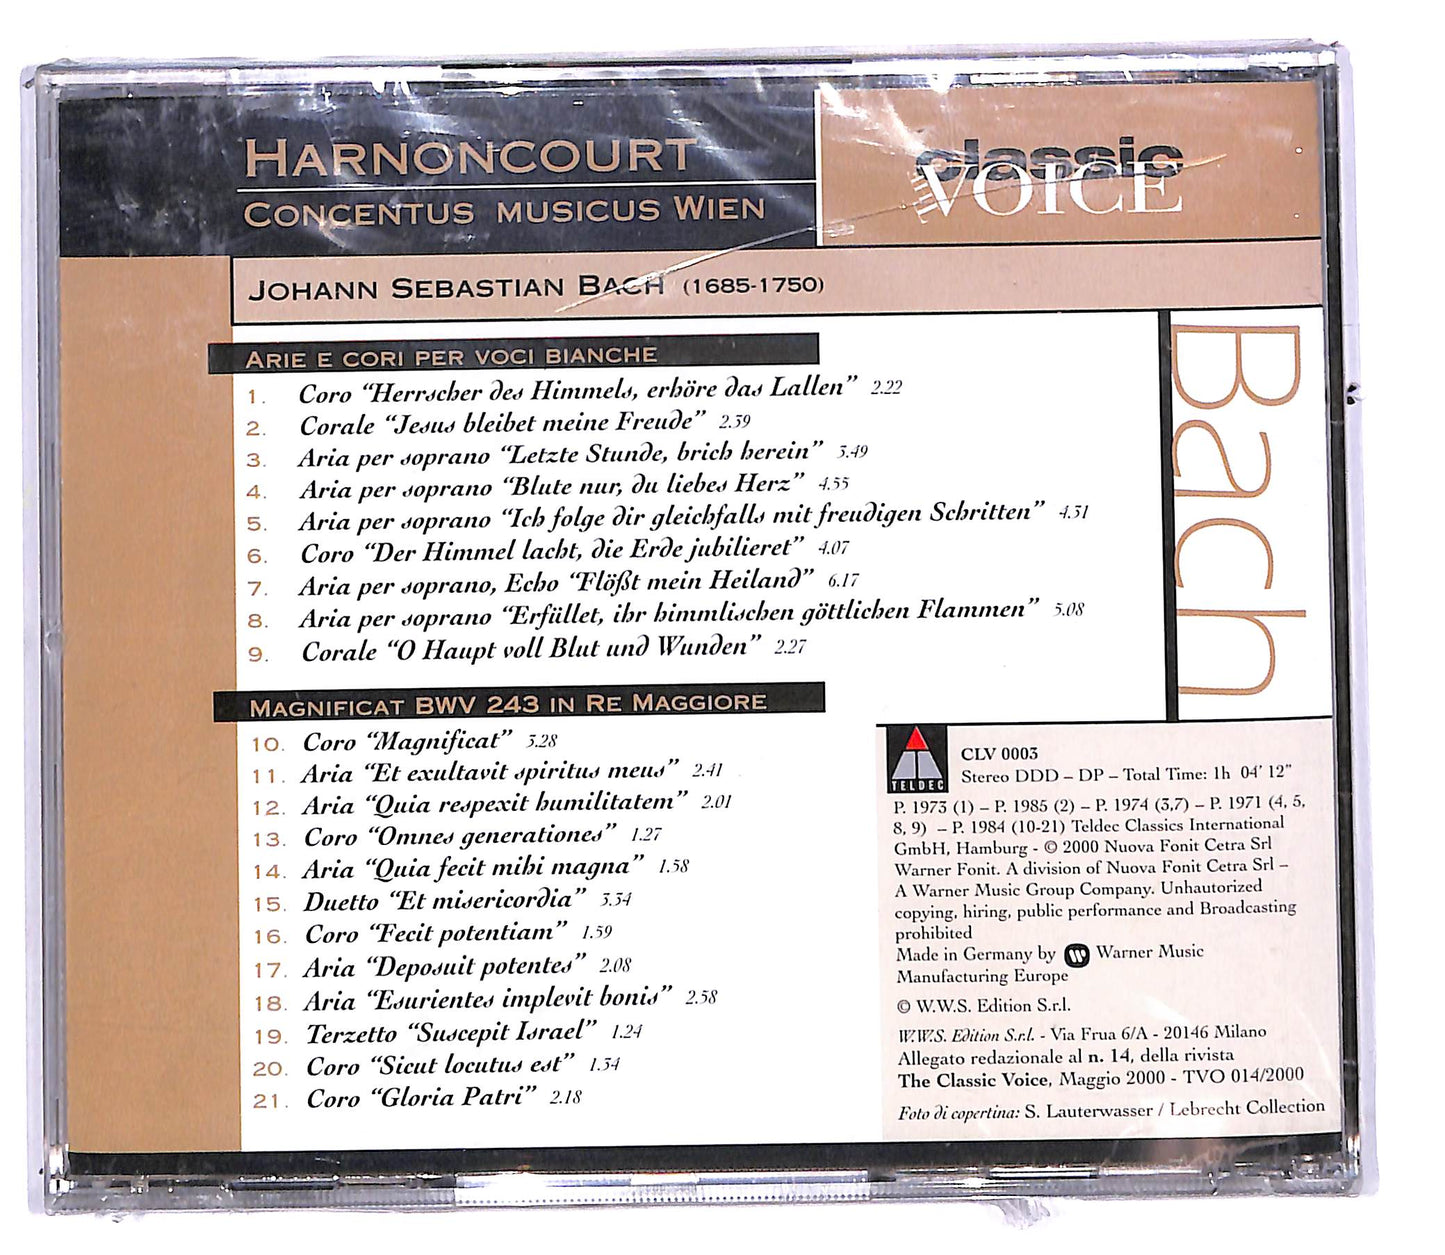 HARNONCOURT
CONCENTUS MUSICUS WIEN
classic
THE VOICE
JOHANN SEBASTIAN BACH (1685-1750)
ARIE E CORI PER VOCI BIANCHE
1. Coro “Herrscher des Himmels, erhöre das Lallen” 2.22
2. Corale “Jesus bleibet meine Freude” 2.39
3. Aria per soprano “Letzte Stunde, brich herein” 3.49
4. Aria per soprano “Blute nur, du liebes Herz” 4.55
5. Aria per soprano “Ich folge dir gleichfalls mit freudigen Schritten” 4.31
6. Coro “Der Himmel lacht, die Erde jubilieret” 4.07
7. Aria per soprano, Echo “Flößt mein Heiland” 6.17
8. Aria per soprano “Erfüllet, ihr himmlischen göttlichen Flammen” 5.08
9. Corale “O Haupt voll Blut und Wunden” 2.27
MAGNIFICAT BWV 243 IN RE MAGGIORE
10. Coro “Magnificat” 3.28
11. Aria “Et exultavit spiritus meus” 2.41
12. Aria “Quia respexit humilitatem” 2.01
13. Coro “Omnes generationes” 1.27
14. Aria “Quia fecit mihi magna” 1.58
15. Duetto “Et misericordia” 3.34
16. Coro “Fecit potentiam” 1.59
17. Aria “Deposuit potentes” 2.08
18. Aria “Esurientes implevit bonis” 2.58
19. Terzetto “Suscepit Israel” 1.24
20. Coro “Sicut locutus est” 1.34
21. Coro “Gloria Patri” 2.18
Bach
TELDEC
CLV 0003
Stereo DDD – DP – Total Time: 1h 04' 12"
P. 1973 (1) – P. 1985 (2) – P. 1974 (3,7) – P. 1971 (4, 5,
8, 9) – P. 1984 (10-21) Teldec Classics International
GmbH, Hamburg - © 2000 Nuova Fonit Cetra Srl
Warner Fonit. A division of Nuova Fonit Cetra Srl –
A Warner Music Group Company. Unhautorized
copying, hiring, public performance and Broadcasting
prohibited
Made in Germany by Warner Music
Manufacturing Europe
© W.W.S. Edition S.r.l.
W.W.S. Edition S.r.l. - Via Frua 6/A - 20146 Milano
Allegato redazionale al n. 14, della rivista
The Classic Voice, Maggio 2000 - TVO 014/2000
Foto di copertina: S. Lauterwasser / Lebrecht Collection